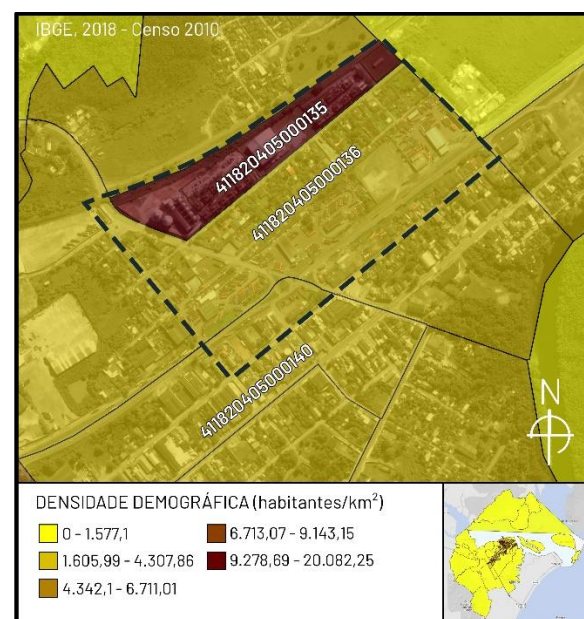 IBGE, 2018 - Censo 2010
411820405000135
411820405000136
411820405000140
N
DENSIDADE DEMOGRÁFICA (habitantes/km²)
0 - 1.577,1
6.713,07 - 9.143,15
1.605,99 - 4.307,86
9.278,69 - 20.082,25
4.342,1 - 6.711,01